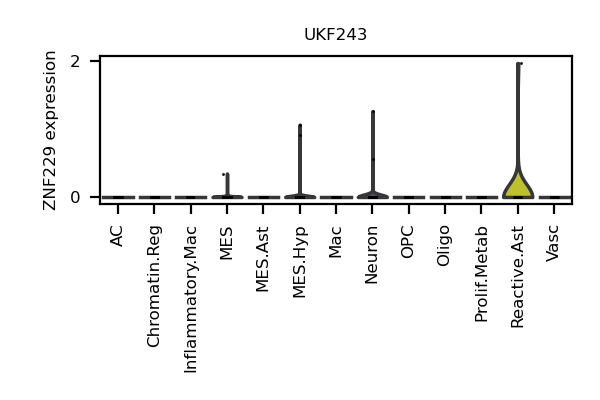 UKF243
ZNF229 expression
2
0
AC
Chromatin.Reg
Inflammatory.Mac
MES
MES.Ast
MES.Hyp
Mac
Neuron
OPC
Oligo
Prolif.Metab
Reactive.Ast
Vasc